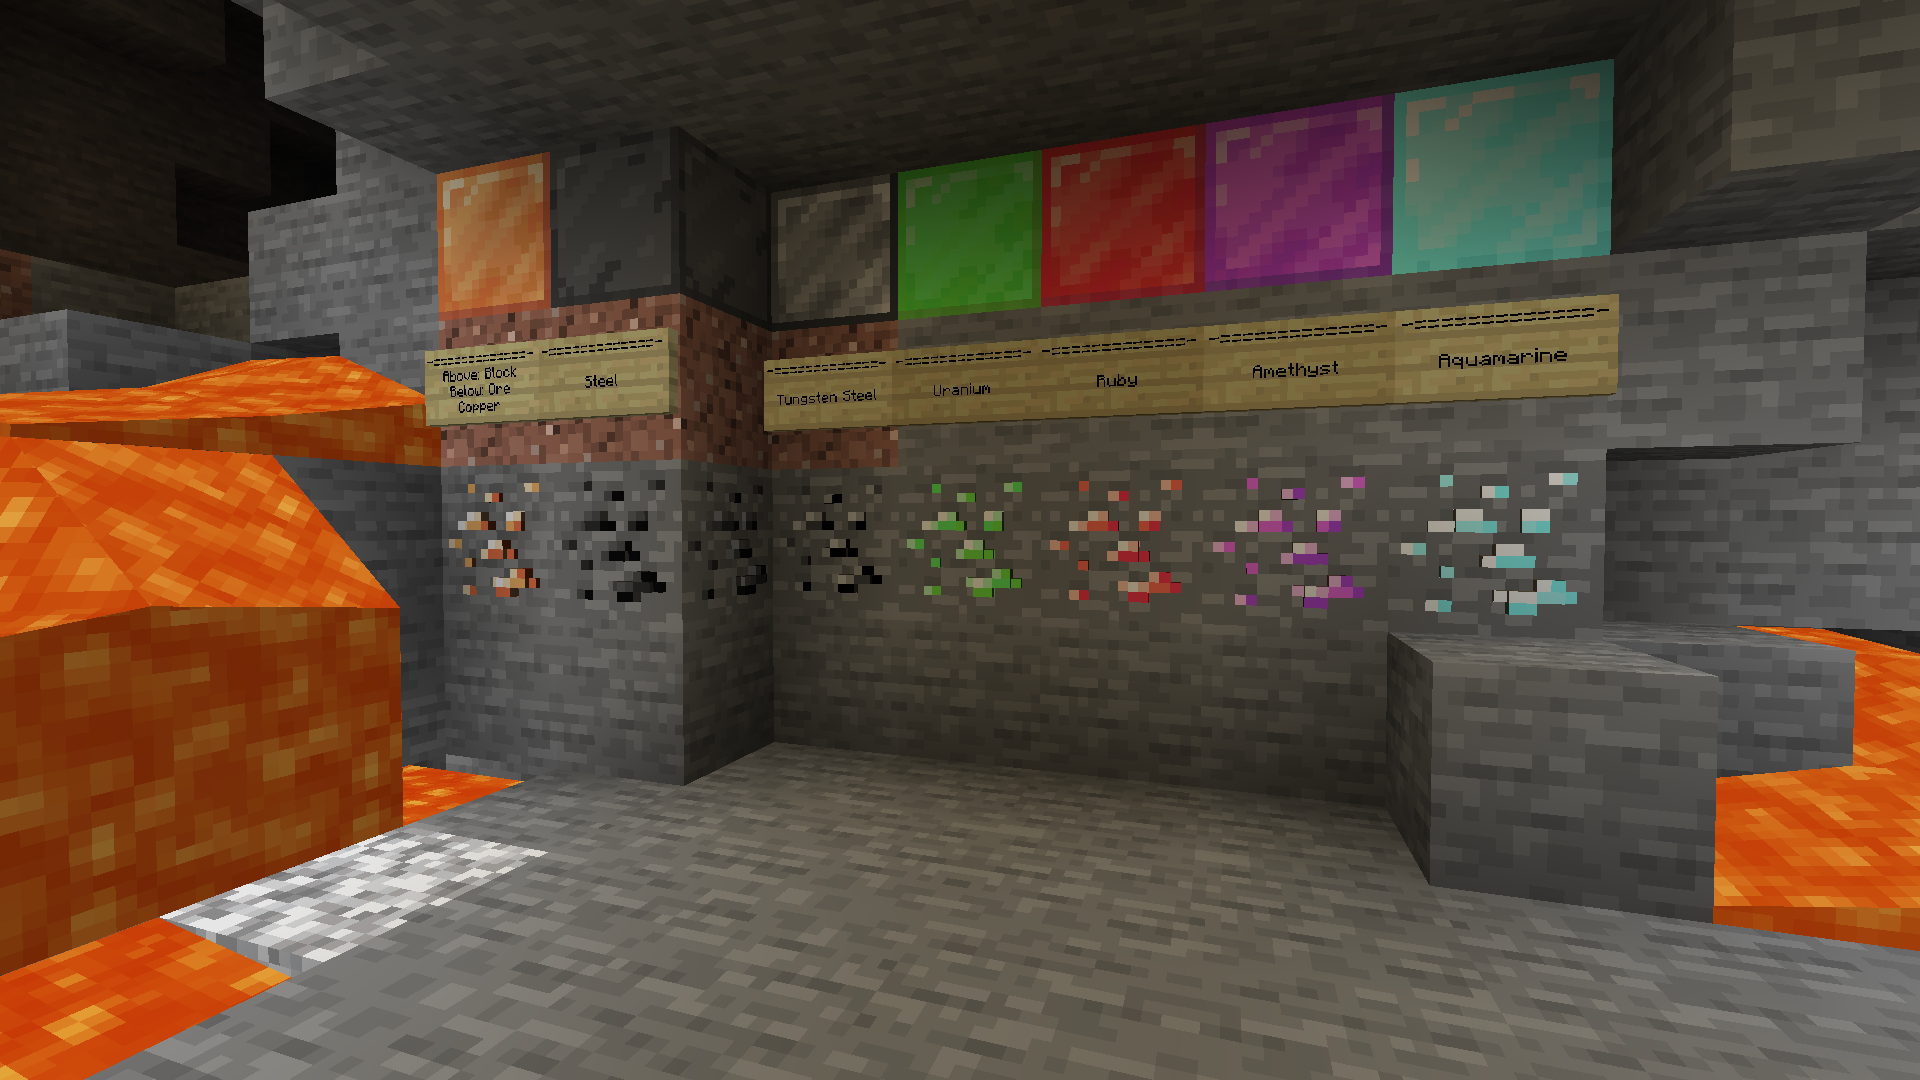 Above: Block
Below: Ore
Copper
Steel
Tungsten Steel
Uranium
Ruby
Amethyst
Aquamarine